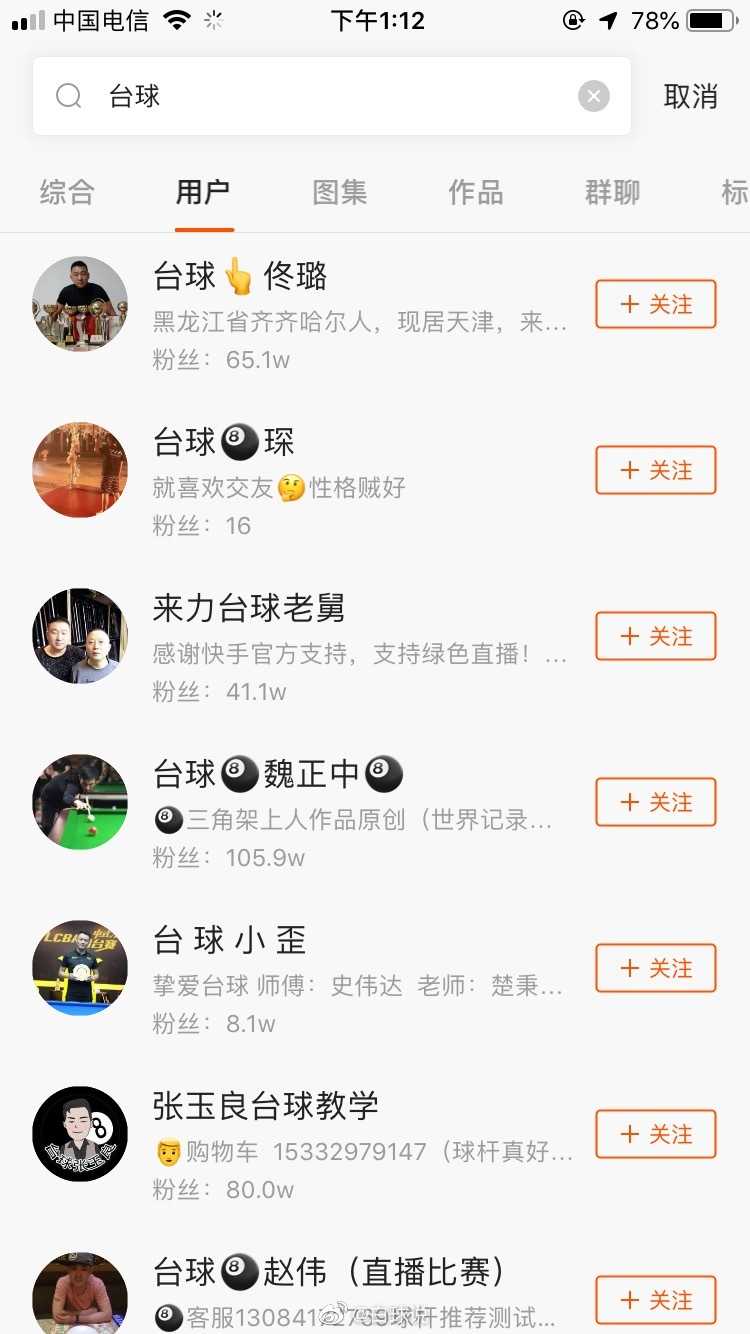 中国电信 下午1:12 78%
台球 取消
综合 用户 图集 作品 群聊 标
台球👆佟璐
黑龙江省齐齐哈尔人，现居天津，来...
粉丝：65.1w
+ 关注
台球🎱琛
就喜欢交友🤔性格贼好
粉丝：16
+ 关注
来力台球老舅
感谢快手官方支持，支持绿色直播！...
粉丝：41.1w
+ 关注
台球🎱魏正中🎱
🎱三角架上人作品原创（世界记录...
粉丝：105.9w
+ 关注
台 球 小 歪
挚爱台球 师傅：史伟达 老师：楚秉...
粉丝：8.1w
+ 关注
张玉良台球教学
👨购物车 15332979147（球杆真好...
粉丝：80.0w
+ 关注
台球🎱赵伟（直播比赛）
🎱客服130841 769球杆推荐测试...
+ 关注